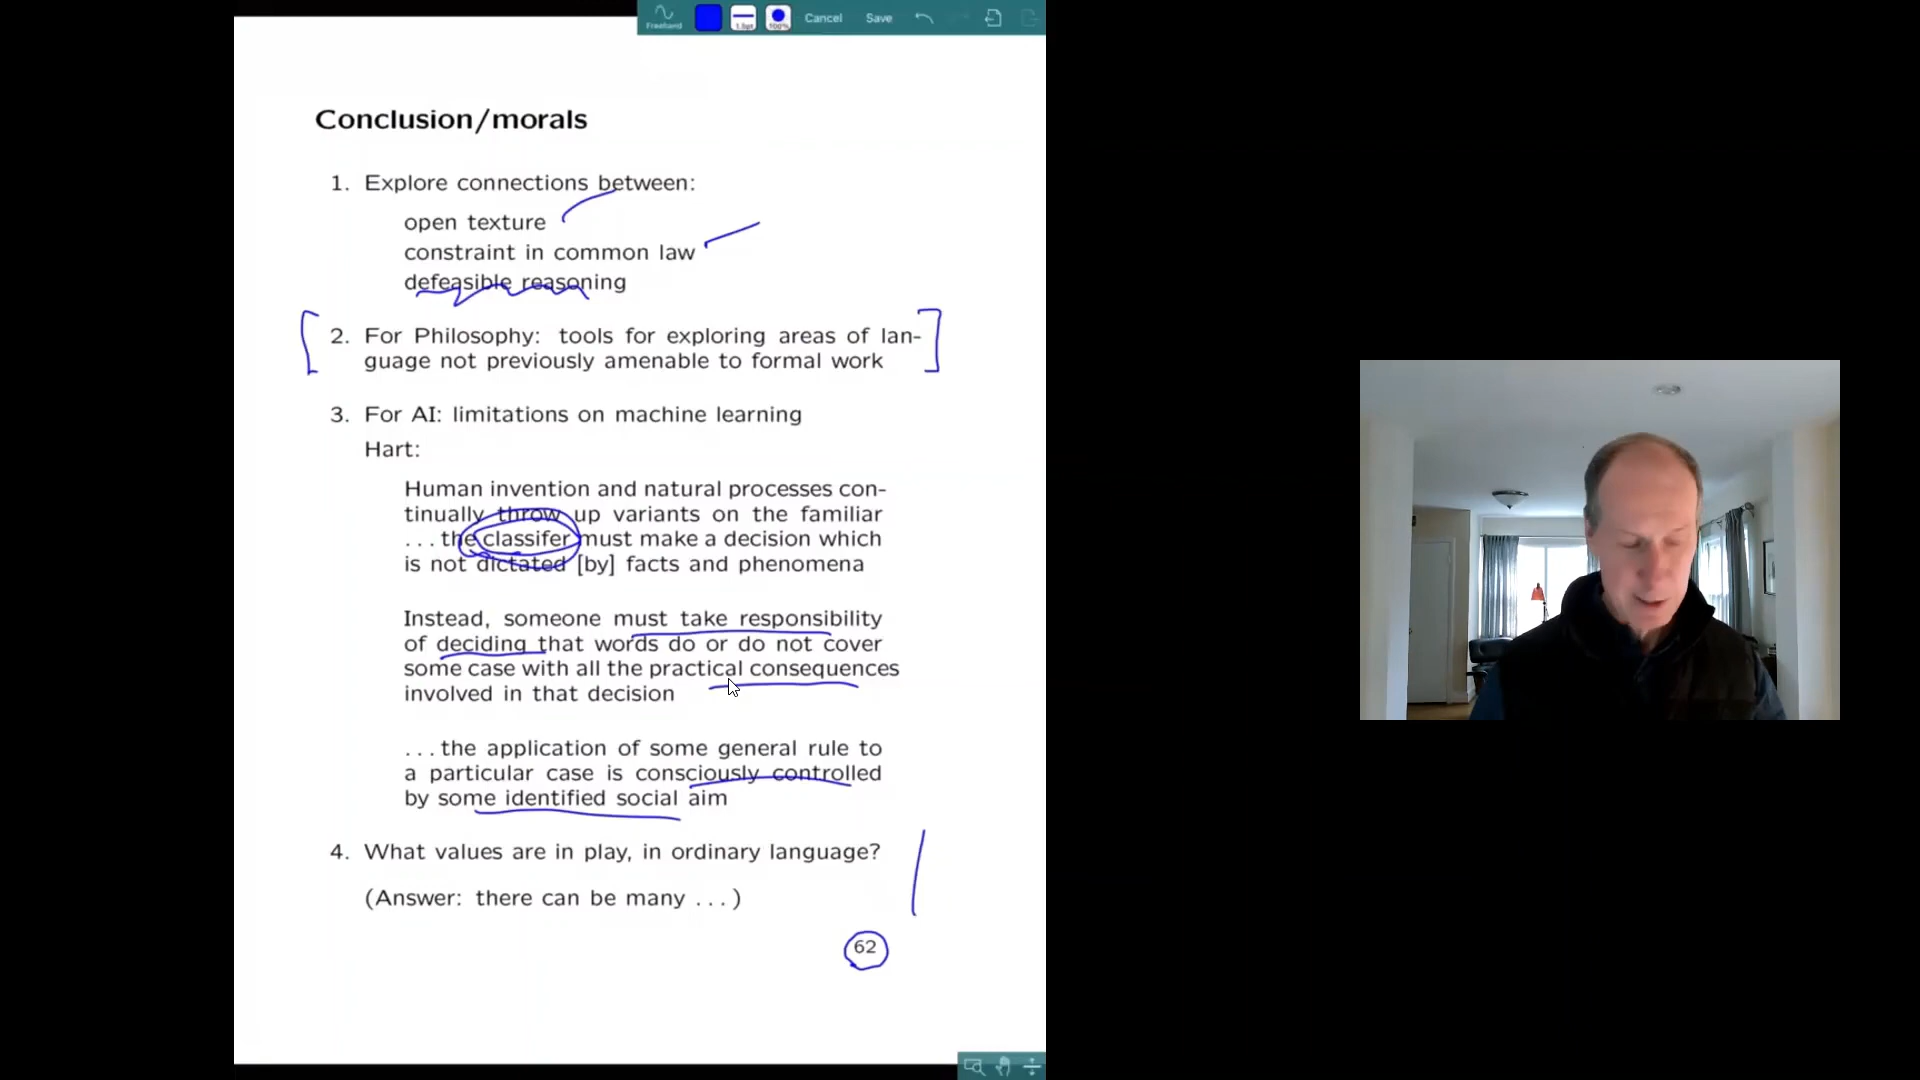 Freehand
1.5pt
100%
Cancel
Save
Conclusion/morals
1. Explore connections between:
open texture
constraint in common law
defeasible reasoning
2. For Philosophy: tools for exploring areas of lan-
guage not previously amenable to formal work
3. For AI: limitations on machine learning
Hart:
Human invention and natural processes con-
tinually throw up variants on the familiar
...the classifer must make a decision which
is not dictated [by] facts and phenomena
Instead, someone must take responsibility
of deciding that words do or do not cover
some case with all the practical consequences
involved in that decision
...the application of some general rule to
a particular case is consciously controlled
by some identified social aim
4. What values are in play, in ordinary language?
(Answer: there can be many ...)
62